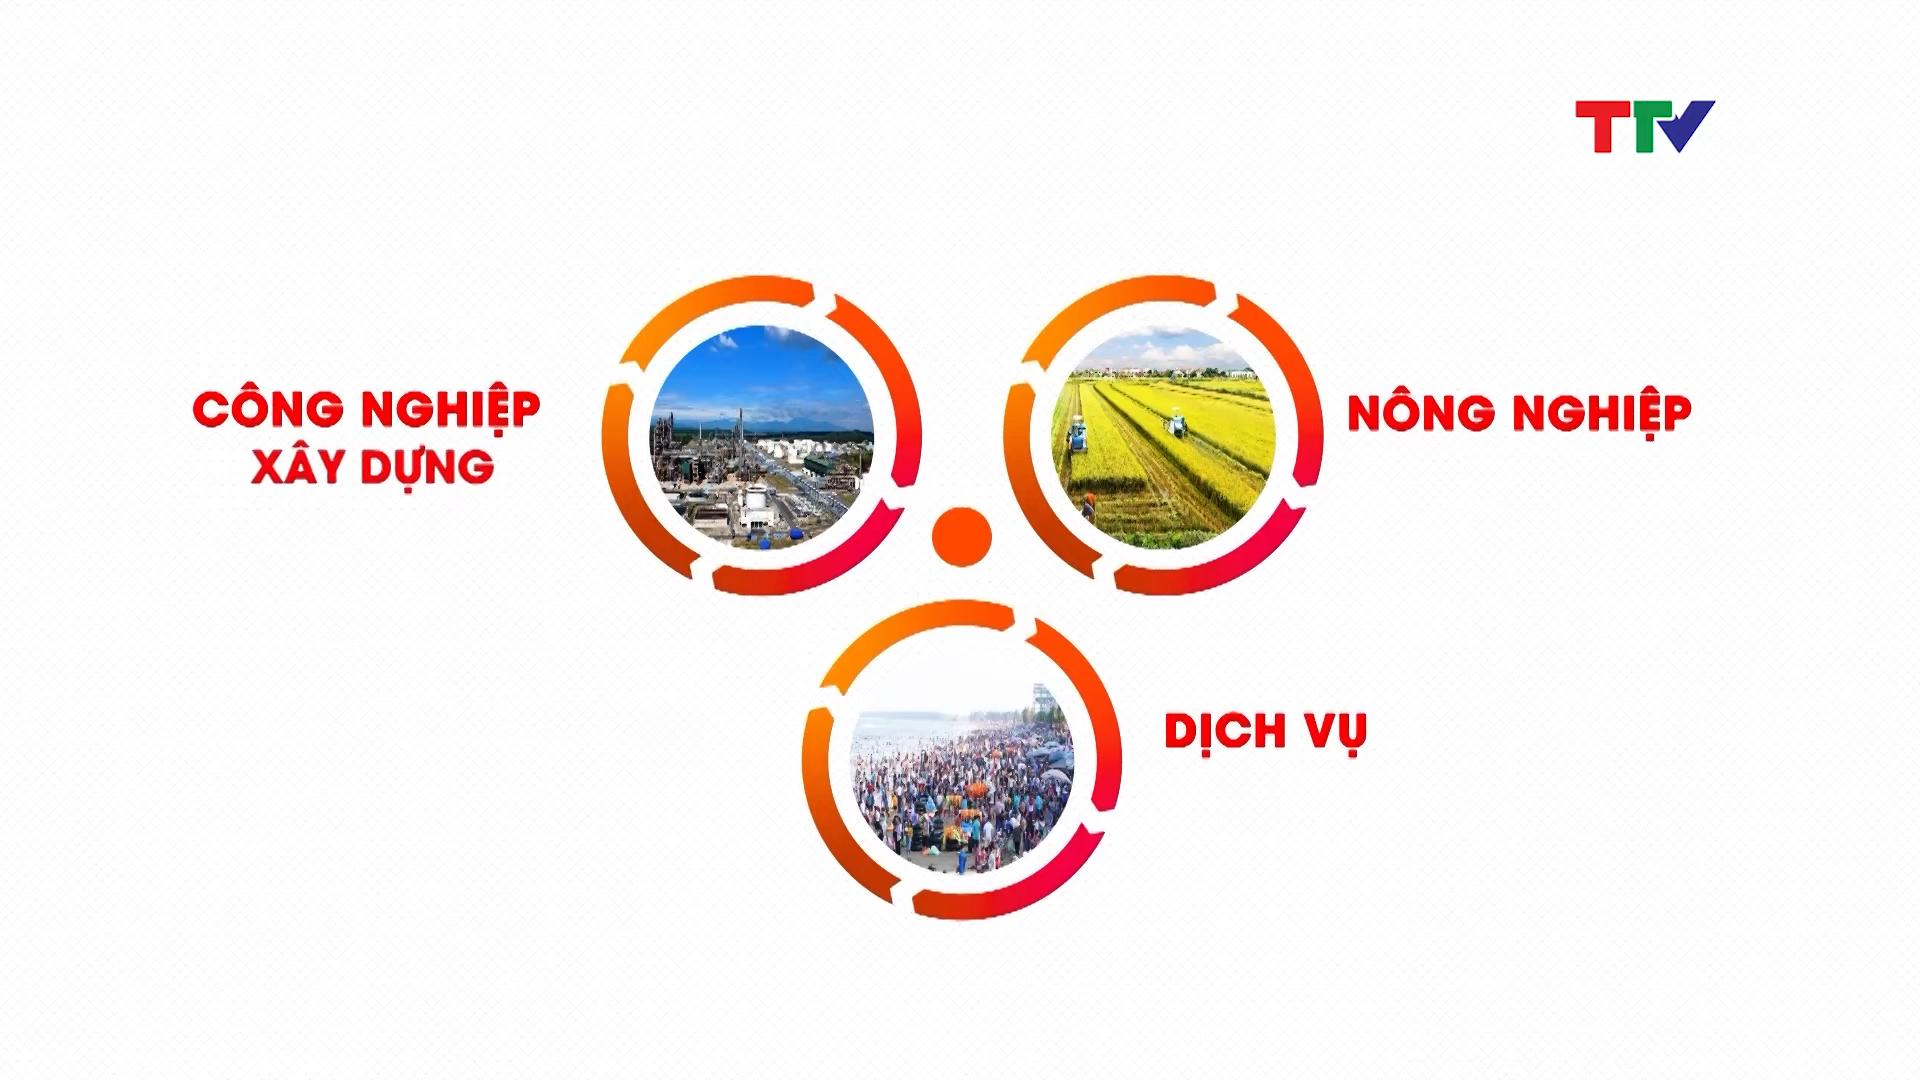 TTV
CÔNG NGHIỆP
XÂY DỰNG
NÔNG NGHIỆP
DỊCH VỤ